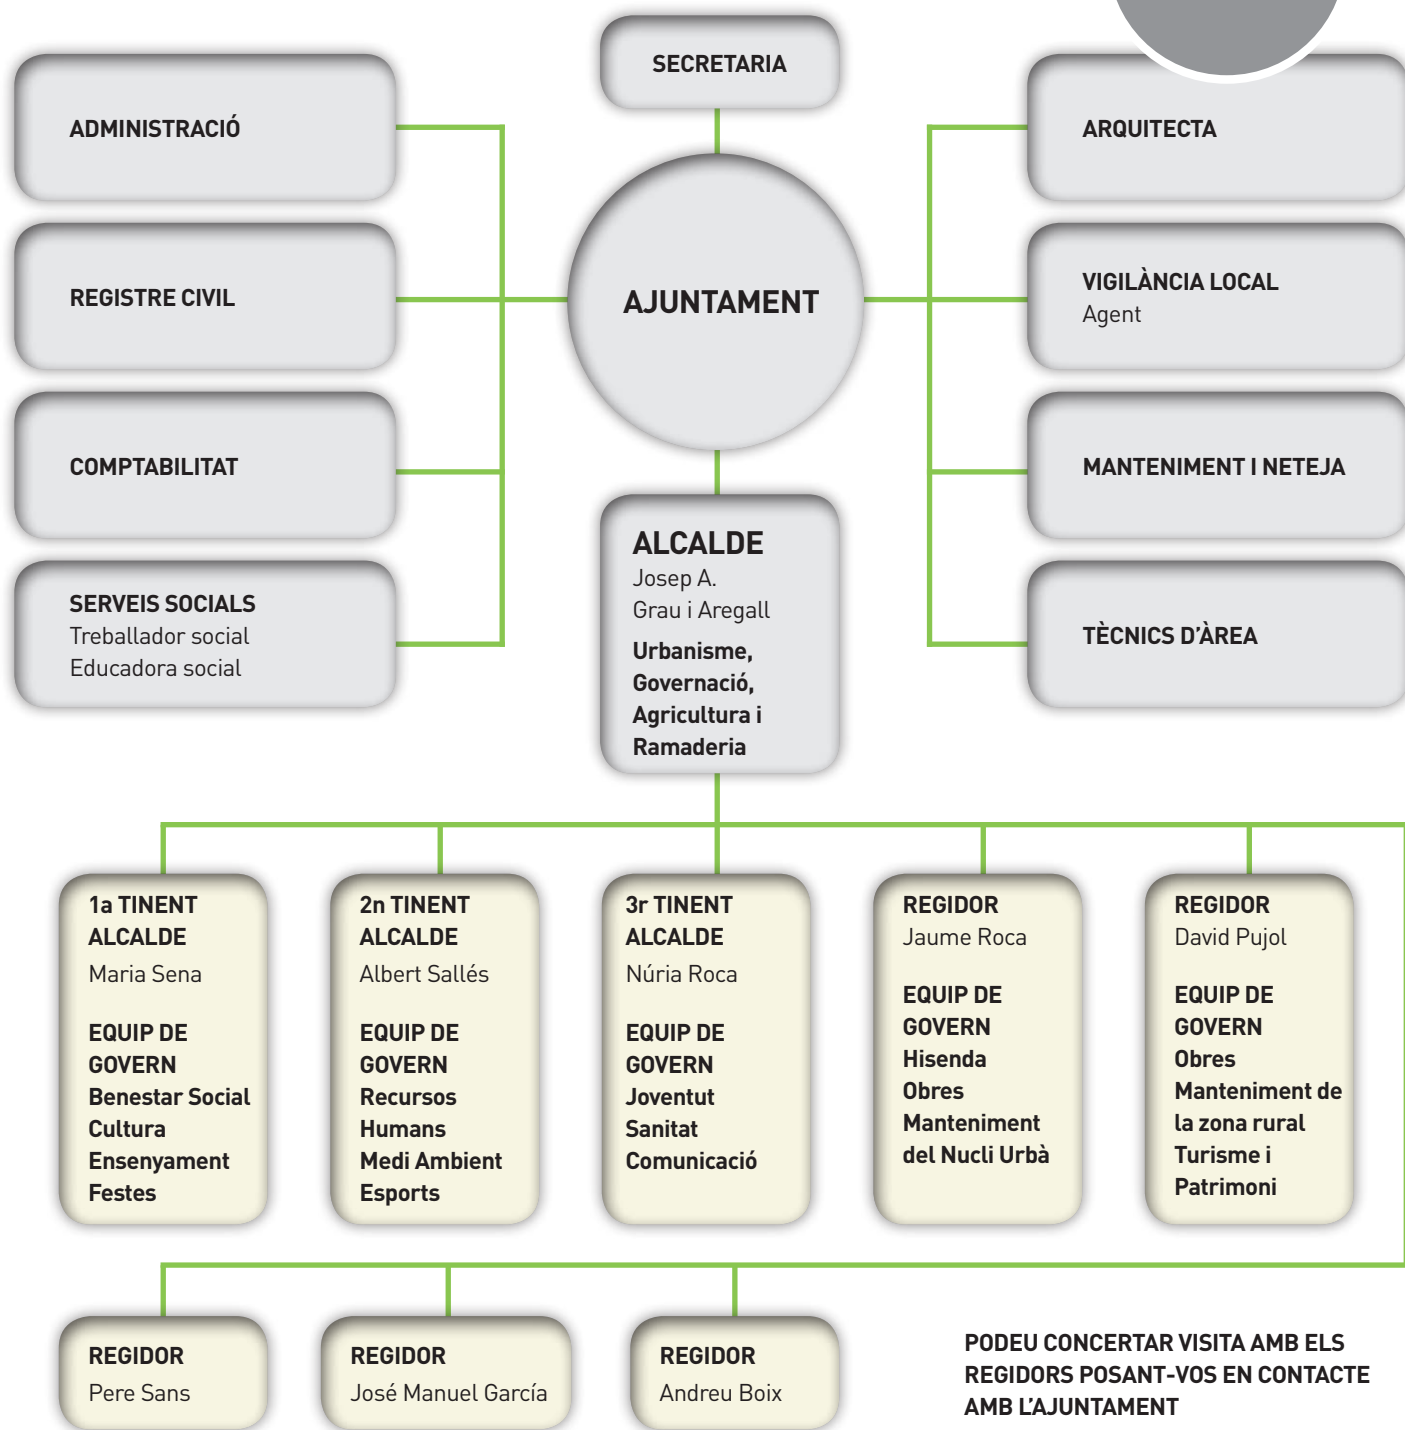 SECRETARIA
ADMINISTRACIÓ
ARQUITECTA
REGISTRE CIVIL
AJUNTAMENT
VIGILÀNCIA LOCAL
Agent
COMPTABILITAT
MANTENIMENT I NETEJA
SERVEIS SOCIALS
Treballador social
Educadora social
ALCALDE
Josep A.
Grau i Aregall
Urbanisme,
Governació,
Agricultura i
Ramaderia
TÈCNICS D'ÀREA
1a TINENT
ALCALDE
Maria Sena
EQUIP DE
GOVERN
Benestar Social
Cultura
Ensenyament
Festes
2n TINENT
ALCALDE
Albert Sallés
EQUIP DE
GOVERN
Recursos
Humans
Medi Ambient
Esports
3r TINENT
ALCALDE
Núria Roca
EQUIP DE
GOVERN
Joventut
Sanitat
Comunicació
REGIDOR
Jaume Roca
EQUIP DE
GOVERN
Hisenda
Obres
Manteniment
del Nucli Urbà
REGIDOR
David Pujol
EQUIP DE
GOVERN
Obres
Manteniment de
la zona rural
Turisme i
Patrimoni
REGIDOR
Pere Sans
REGIDOR
José Manuel García
REGIDOR
Andreu Boix
PODEU CONCERTAR VISITA AMB ELS
REGIDORS POSANT-VOS EN CONTACTE
AMB L'AJUNTAMENT